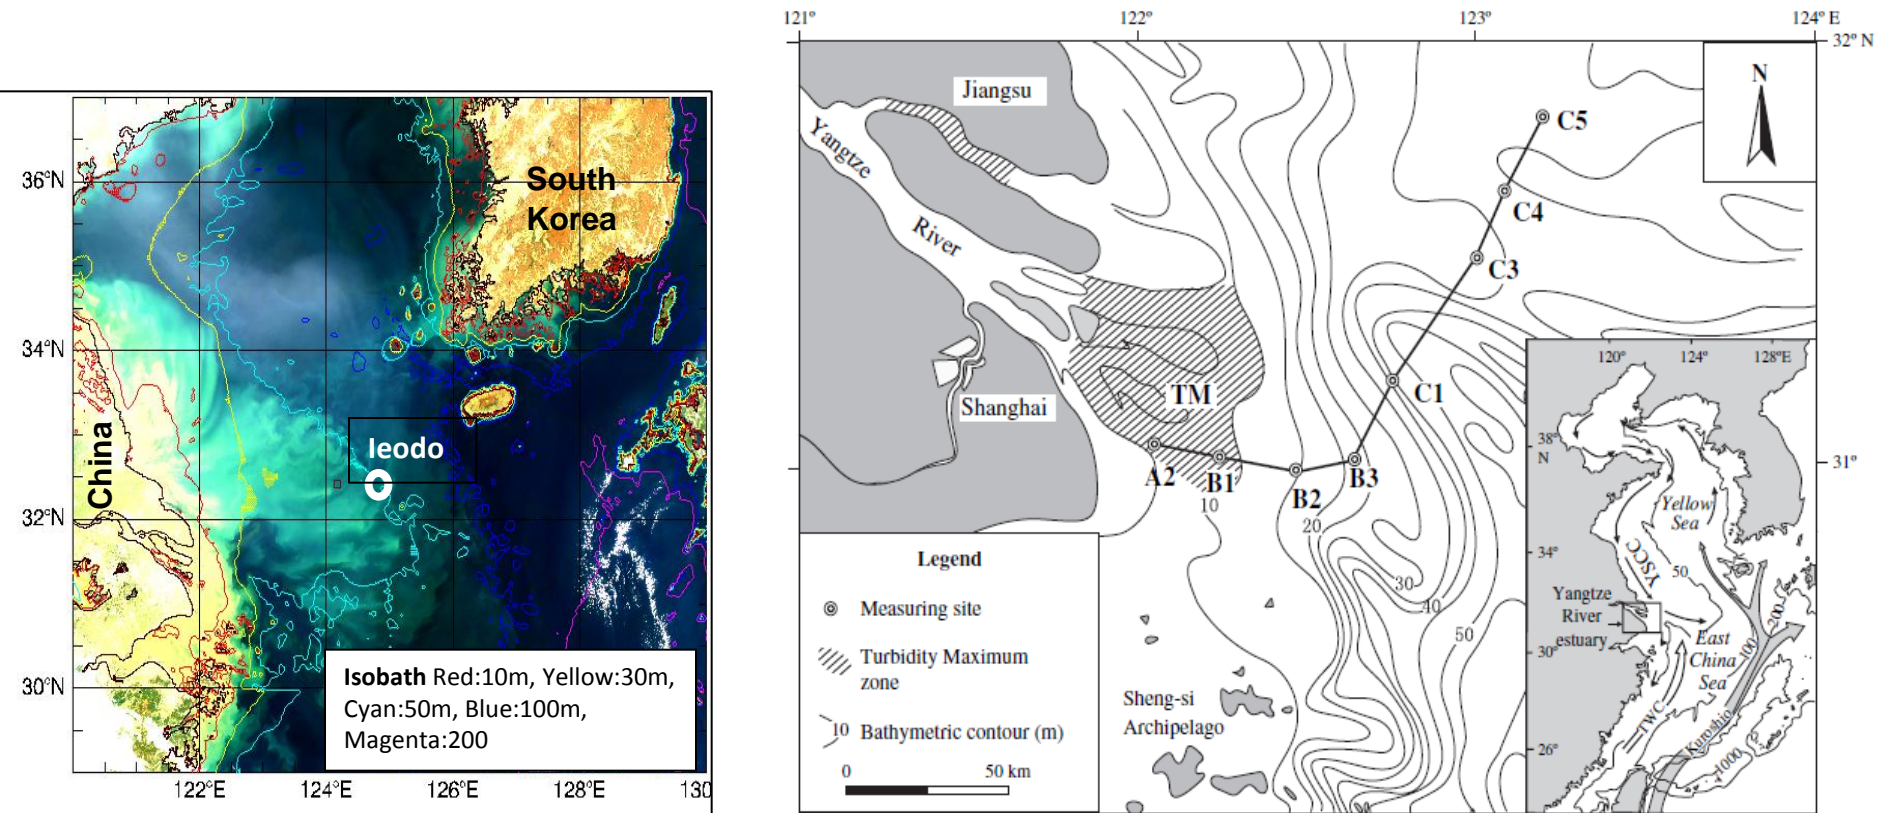 36°N
34°N
32°N
30°N
122°E
124°E
126°E
128°E
130
South
Korea
China
Ieodo
Isobath Red:10m, Yellow:30m,
Cyan:50m, Blue:100m,
Magenta:200
121°
122°
123°
124° E
32° N
31°
N
Jiangsu
Yangtze
River
Shanghai
TM
A2
B1
B2
B3
C1
C3
C4
C5
10
20
30
40
50
Sheng-si
Archipelago
Legend
Measuring site
Turbidity Maximum
zone
10 Bathymetric contour (m)
0 50 km
120° 124° 128°E
38°
N
34°
30°
26°
Yellow
Sea
YSCC
50
Yangtze
River
estuary
East
China
Sea
100
200
TWC
Kuroshio
1000